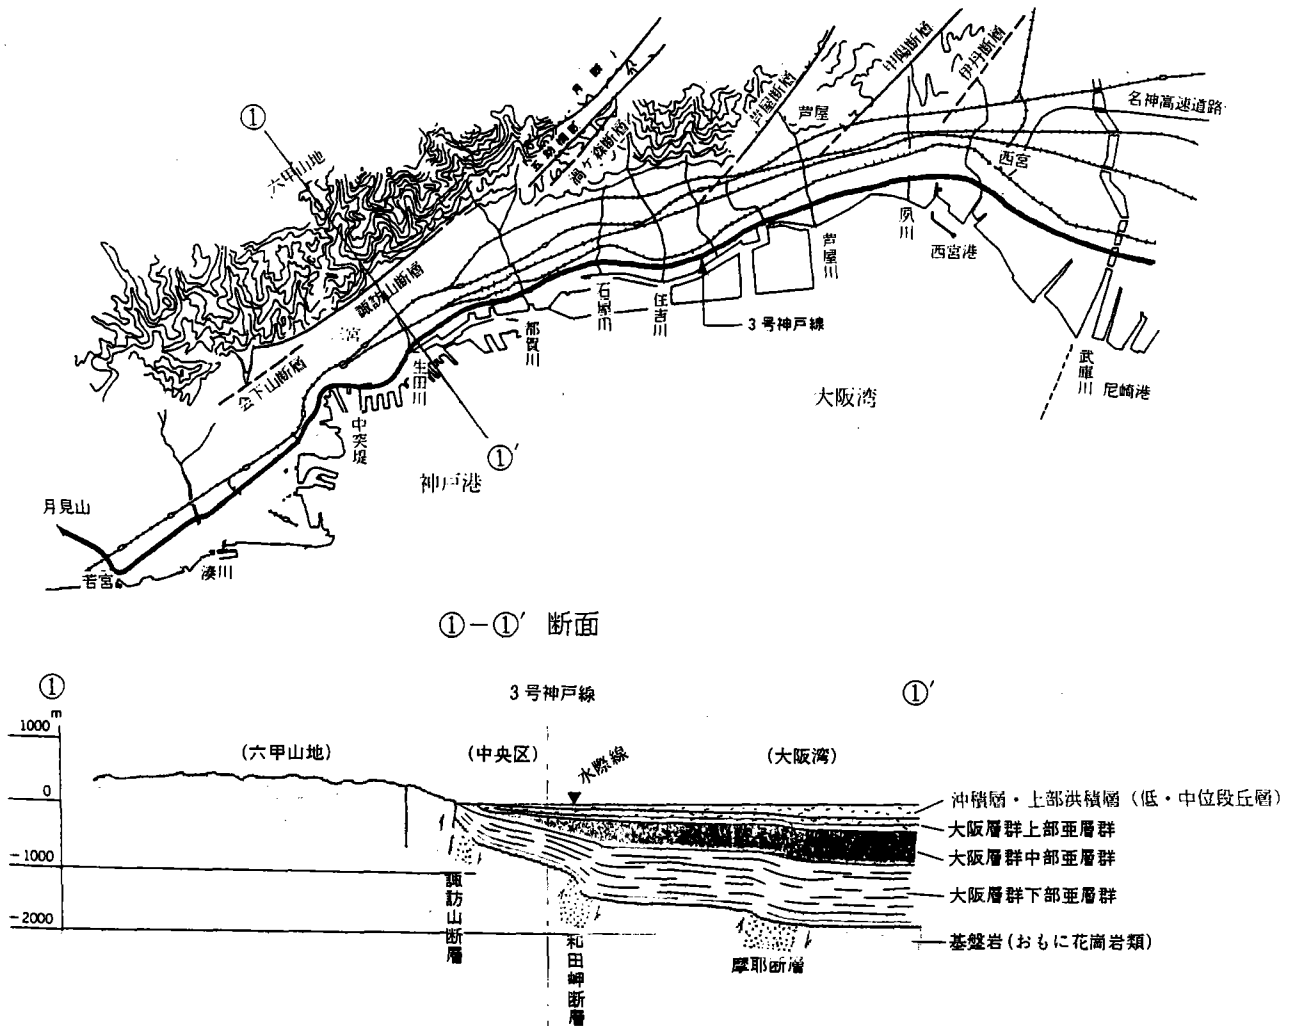 ①
六甲山地
五助橋断
渦ケ森断層
芦屋断層
芦屋
甲陽断層
伊丹断層
名神高速道路
西宮
諏訪山断層
三宮
会下山断層
生田川
都賀川
石屋川
住吉川
3号神戸線
芦屋川
夙川
西宮港
武庫川
尼崎港
大阪湾
中突堤
①′
神戸港
月見山
若宮
湊川
①−①′ 断面
①
3号神戸線
①′
m
1000
0
−1000
−2000
(六甲山地)
(中央区)
水際線
(大阪湾)
沖積層・上部洪積層(低・中位段丘層)
大阪層群上部亜層群
大阪層群中部亜層群
大阪層群下部亜層群
基盤岩(おもに花崗岩類)
諏訪山断層
和田岬断層
摩耶断層